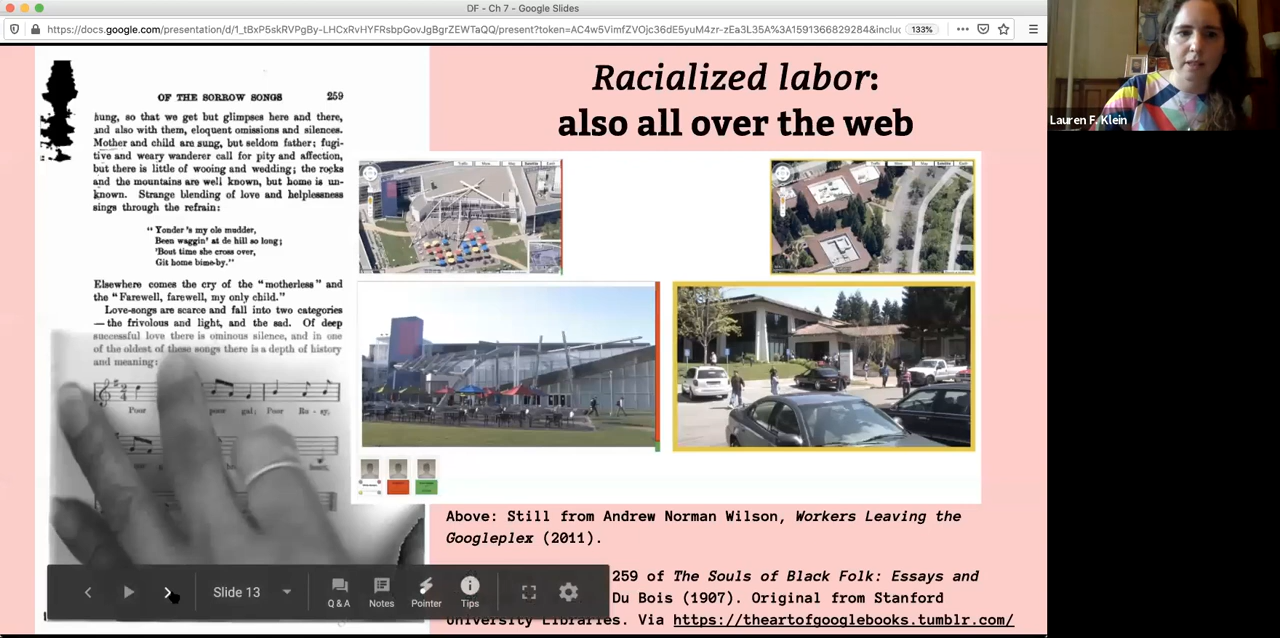 DF - Ch 7 - Google Slides
https://docs.google.com/presentation/d/1_tBxP5skRVPgBy-LHCxRvHYFRsbpGovJgBgrZEWTaQQ/present?token=AC4w5VimfZVOjc36dE5yuM4zr-zEa3L35A%3A1591366829284&inclu
133%
Racialized labor:
also all over the web
OF THE SORROW SONGS 259
hung, so that we get but glimpses here and there,
and also with them, eloquent omissions and silences.
Mother and child are sung, but seldom father; fugi-
tive and weary wanderer call for pity and affection,
but there is little of wooing and wedding; the rocks
and the mountains are well known, but home is un-
known. Strange blending of love and helplessness
sings through the refrain:
" Yonder 's my ole mudder,
Been waggin' at de hill so long;
'Bout time she cross over,
Git home bime-by."
Elsewhere comes the cry of the "motherless" and
the "Farewell, farewell, my only child."
Love-songs are scarce and fall into two categories
— the frivolous and light, and the sad. Of deep
successful love there is ominous silence, and in one
of the oldest of these songs there is a depth of history
and meaning:
Poor poor gal; Poor Ro - sy,
Above: Still from Andrew Norman Wilson, Workers Leaving the
Googleplex (2011).
259 of The Souls of Black Folk: Essays and
Du Bois (1907). Original from Stanford
University Libraries. Via https://theartofgooglebooks.tumblr.com/
Slide 13
Q & A
Notes
Pointer
Tips
Lauren F. Klein